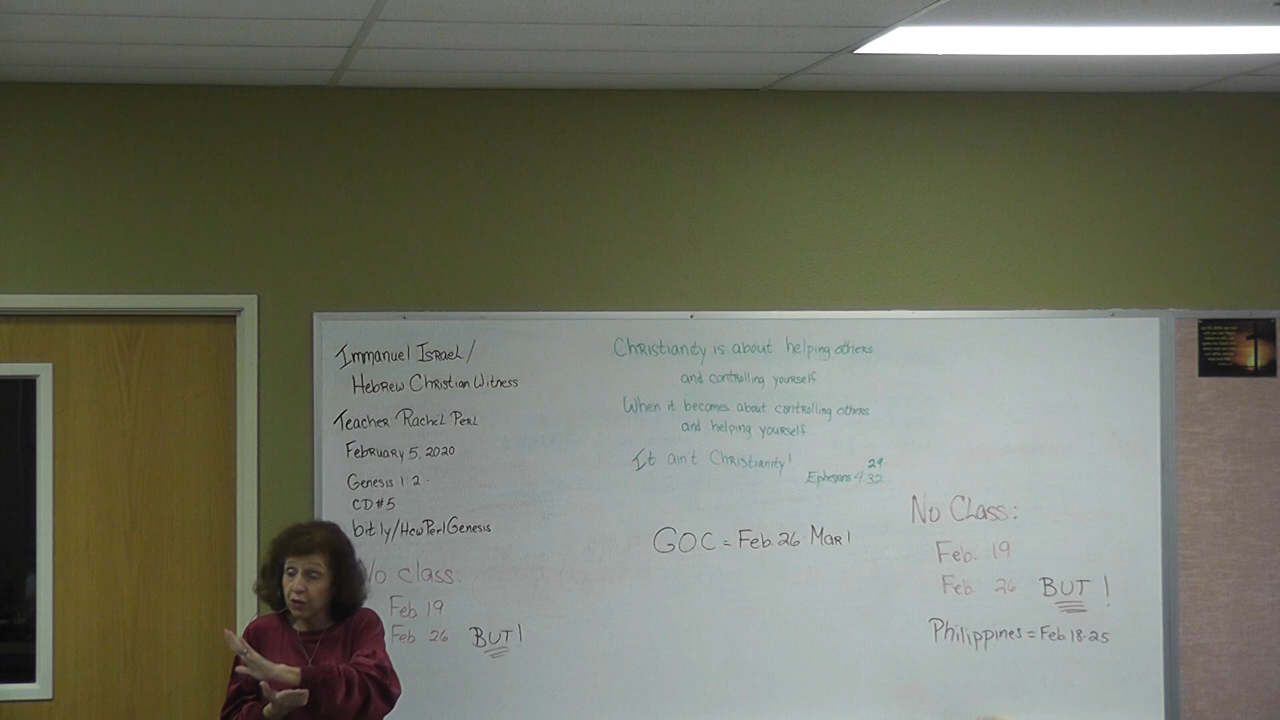 Immanuel Israel/
Hebrew Christian Witness
Teacher Rachel Perl
February 5, 2020
Genesis 1:2 -
CD#5
bit.ly/HcwPerlGenesis
No class:
Feb 19
Feb 26 BUT!
Christianity is about helping others
and controlling yourself
When it becomes about controlling others
and helping yourself
It ain't Christianity!
29
Ephesians 4:32
GOC = Feb. 26 Mar 1
No Class:
Feb. 19
Feb 26 BUT!
Philippines = Feb 18-25